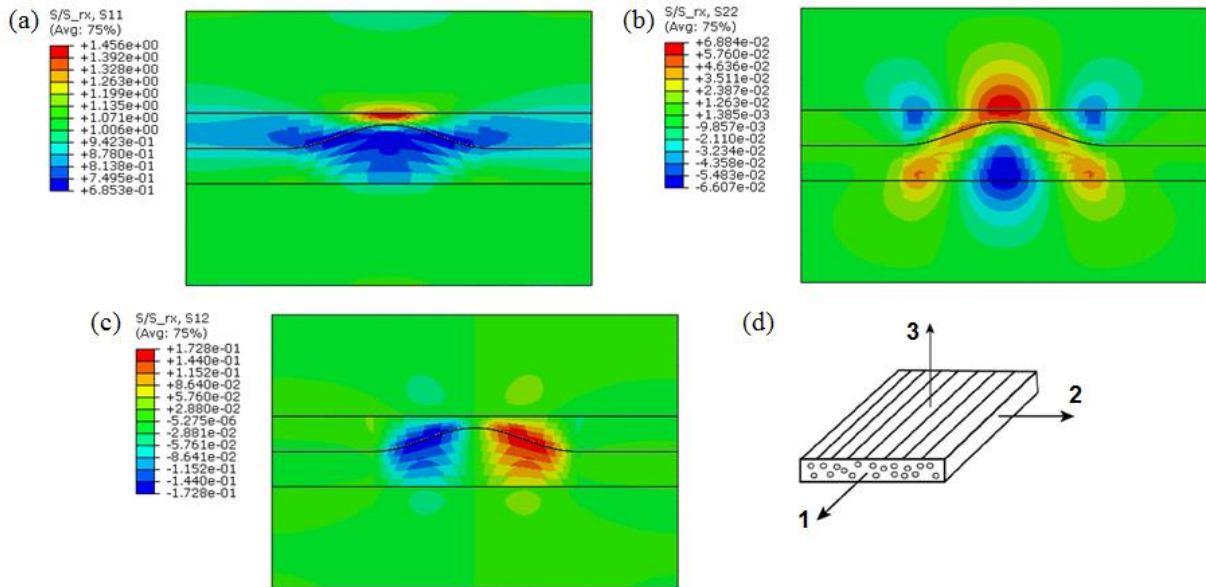 (a)
S/S_rx, S11
(Avg: 75%)
+1.456e+00
+1.392e+00
+1.328e+00
+1.263e+00
+1.199e+00
+1.135e+00
+1.071e+00
+1.006e+00
+9.423e-01
+8.780e-01
+8.138e-01
+7.495e-01
+6.853e-01
(b)
S/S_rx, S22
(Avg: 75%)
+6.884e-02
+5.760e-02
+4.636e-02
+3.511e-02
+2.387e-02
+1.263e-02
+1.385e-03
-9.857e-03
-2.110e-02
-3.234e-02
-4.358e-02
-5.483e-02
-6.607e-02
(c)
S/S_rx, S12
(Avg: 75%)
+1.728e-01
+1.440e-01
+1.152e-01
+8.640e-02
+5.760e-02
+2.880e-02
-5.275e-06
-2.881e-02
-5.761e-02
-8.641e-02
-1.152e-01
-1.440e-01
-1.728e-01
(d)
3
2
1